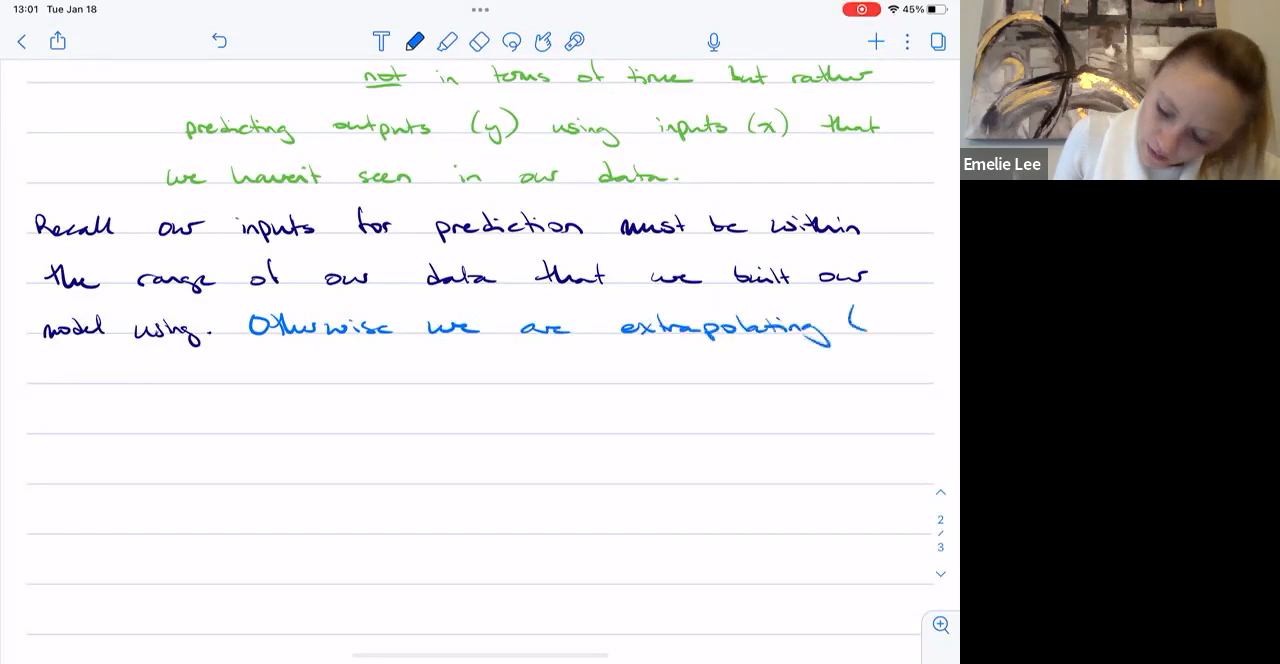 13:01 Tue Jan 18
45%
not in terms of time but rather
predicting outputs (y) using inputs (x) that
we haven't seen in our data.
Recall our inputs for prediction must be within
the range of our data that we built our
model using. Otherwise we are extrapolating (
2
/
3
Emelie Lee